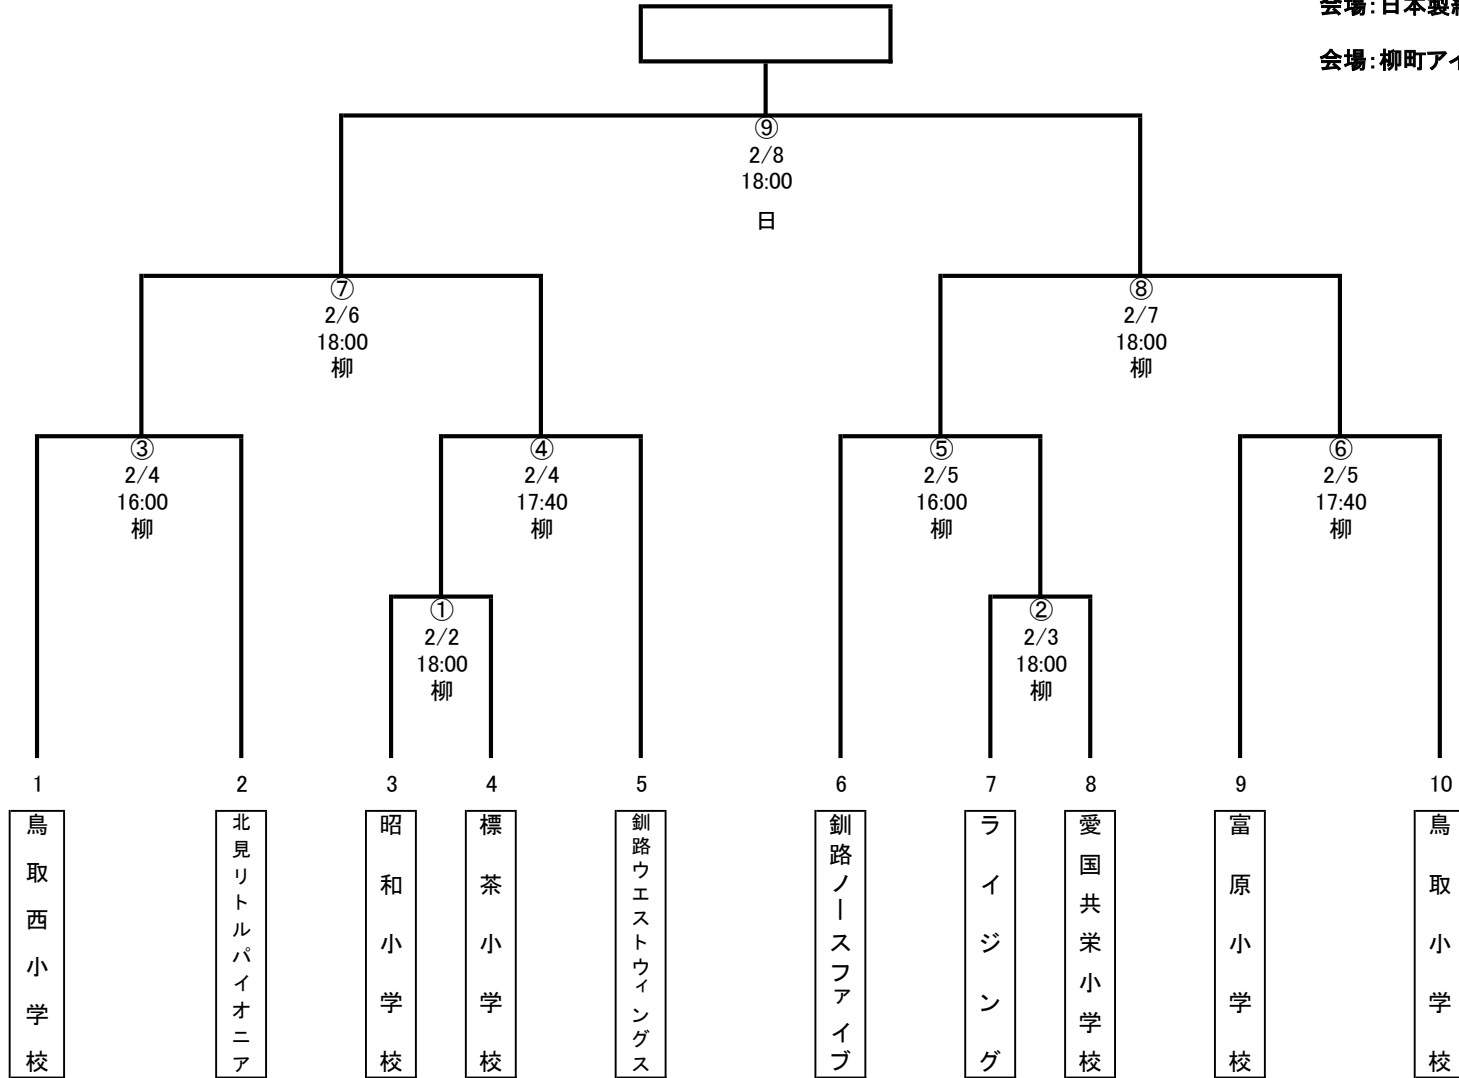 会場:日本製
会場:柳町ア
⑨
2/8
18:00
日
⑦
2/6
18:00
柳
⑧
2/7
18:00
柳
③
2/4
16:00
柳
④
2/4
17:40
柳
⑤
2/5
16:00
柳
⑥
2/5
17:40
柳
①
2/2
18:00
柳
②
2/3
18:00
柳
1
2
3
4
5
6
7
8
9
10
鳥取西小学校
北見リトルパイオニア
昭和小学校
標茶小学校
釧路ウエストウィングス
釧路ノースファイブ
ライジング
愛国共栄小学校
富原小学校
鳥取小学校